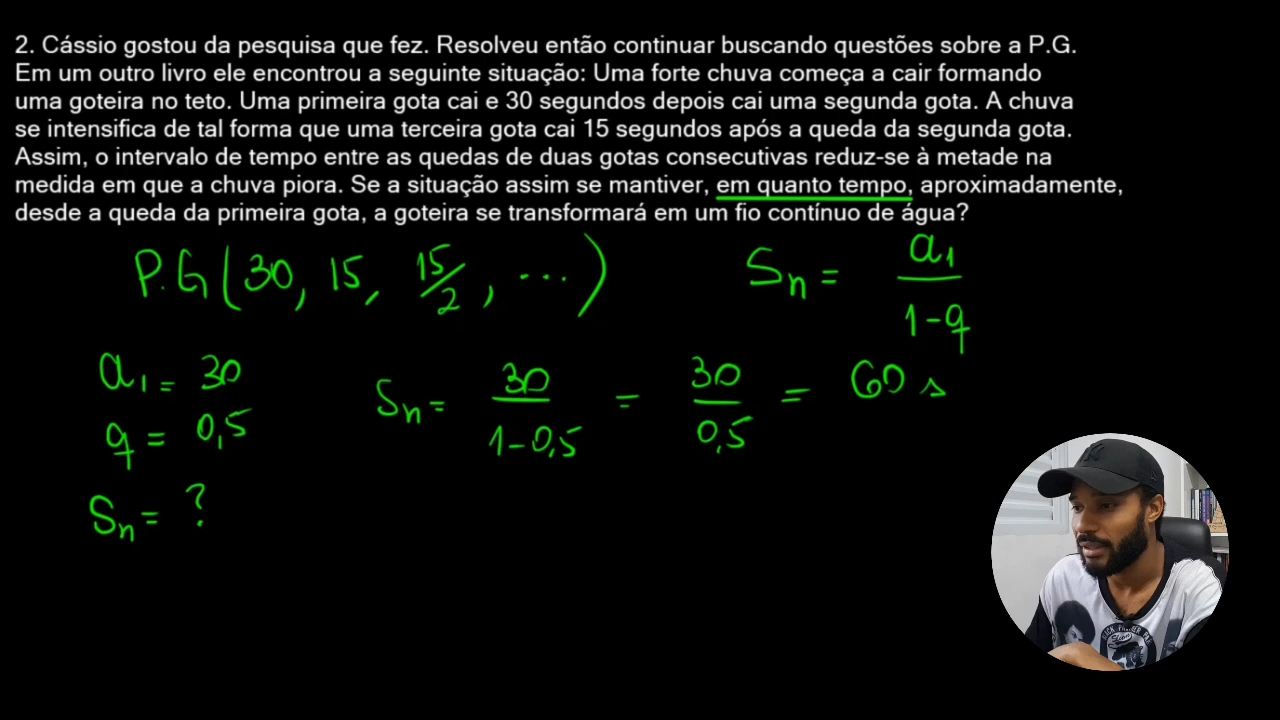 2. Cássio gostou da pesquisa que fez. Resolveu então continuar buscando questões sobre a P.G.
Em um outro livro ele encontrou a seguinte situação: Uma forte chuva começa a cair formando
uma goteira no teto. Uma primeira gota cai e 30 segundos depois cai uma segunda gota. A chuva
se intensifica de tal forma que uma terceira gota cai 15 segundos após a queda da segunda gota.
Assim, o intervalo de tempo entre as quedas de duas gotas consecutivas reduz-se à metade na
medida em que a chuva piora. Se a situação assim se mantiver, em quanto tempo, aproximadamente,
desde a queda da primeira gota, a goteira se transformará em um fio contínuo de água?
P.G (30, 15, 15/2, ...)
Sn = a1/1-q
a1 = 30
q = 0,5
Sn = ?
Sn = 30/1-0,5 = 30/0,5 = 60 s